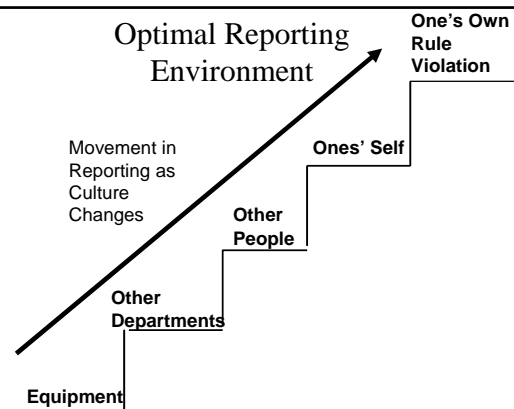 Optimal Reporting
Environment
One's Own
Rule
Violation
Ones' Self
Movement in
Reporting as
Culture
Changes
Other
People
Other
Departments
Equipment